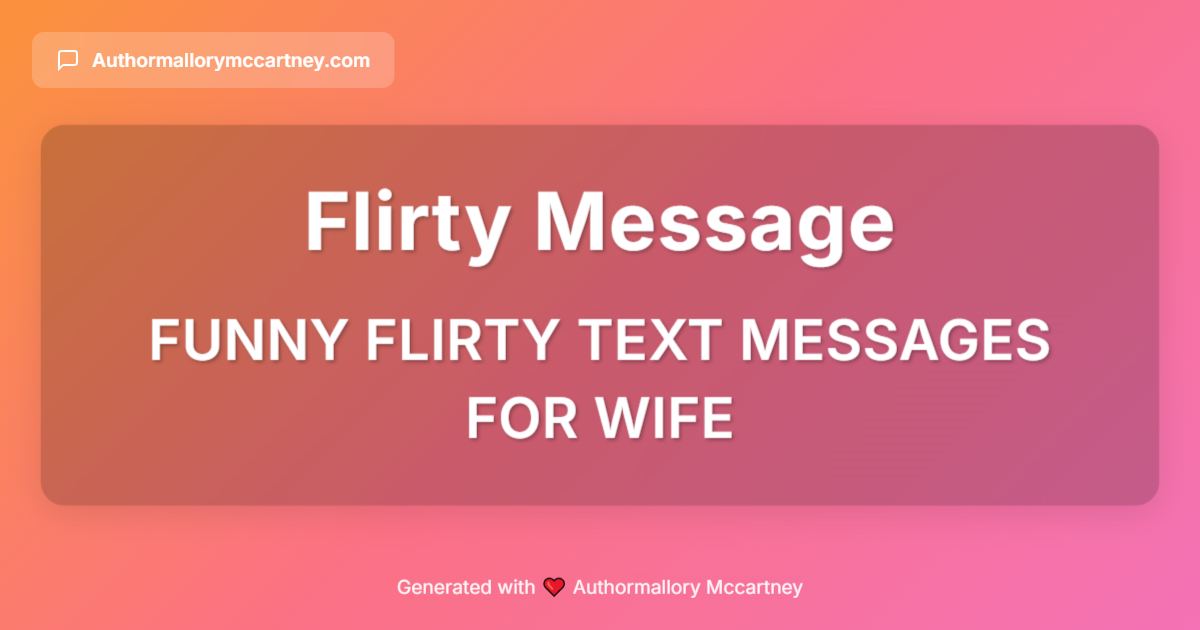 Authormallorymccartney.com
Flirty Message
FUNNY FLIRTY TEXT MESSAGES
FOR WIFE
Generated with ❤️ Authormallory Mccartney